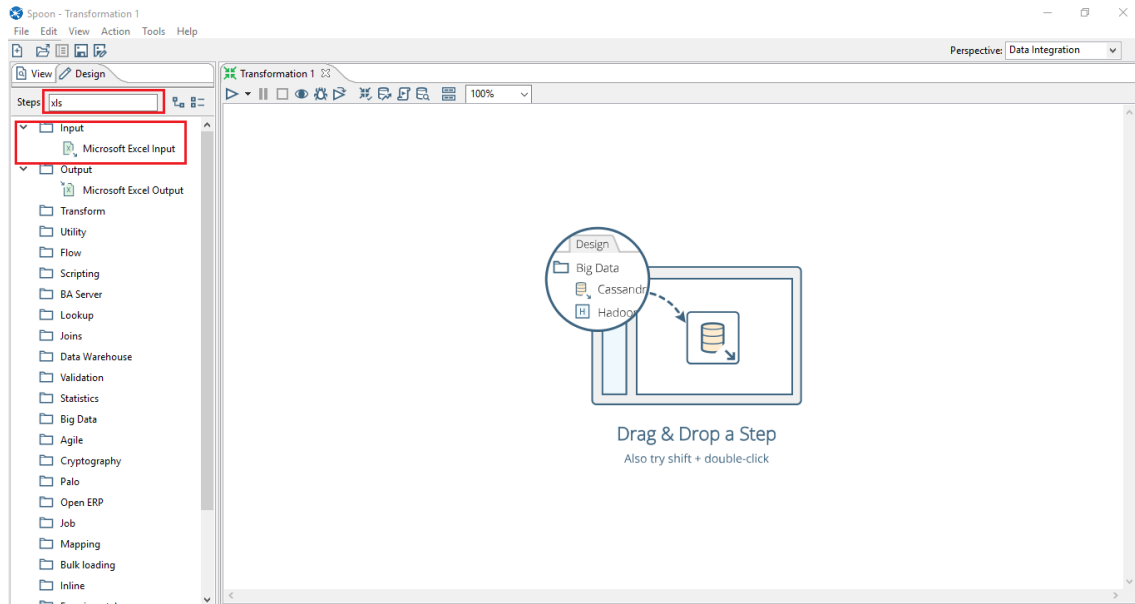 Spoon - Transformation 1
File Edit View Action Tools Help
Perspective: Data Integration
View Design
Transformation 1
Steps xls
100%
Input
Microsoft Excel Input
Output
Microsoft Excel Output
Transform
Utility
Flow
Scripting
BA Server
Lookup
Joins
Data Warehouse
Validation
Statistics
Big Data
Agile
Cryptography
Palo
Open ERP
Job
Mapping
Bulk loading
Inline
Design
Big Data
Cassandr
H Hadoop
Drag & Drop a Step
Also try shift + double-click